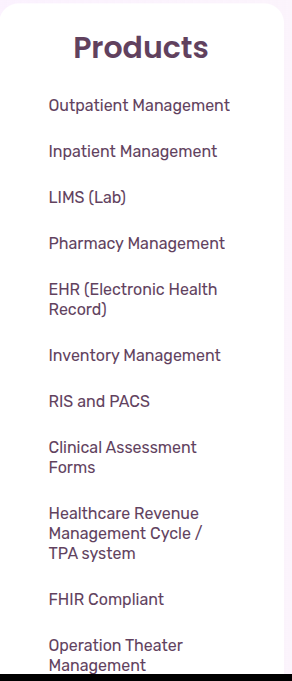 Products
Outpatient Management
Inpatient Management
LIMS (Lab)
Pharmacy Management
EHR (Electronic Health
Record)
Inventory Management
RIS and PACS
Clinical Assessment
Forms
Healthcare Revenue
Management Cycle /
TPA system
FHIR Compliant
Operation Theater
Management